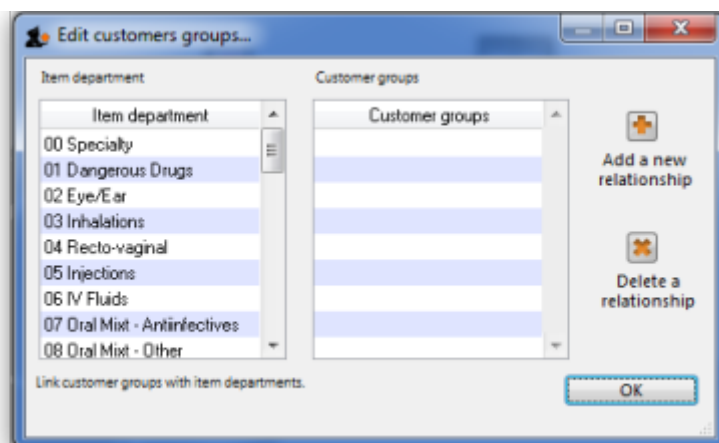 Edit customers groups...
Item department
Customer groups
Item department
Customer groups
00 Specialty
01 Dangerous Drugs
02 Eye/Ear
03 Inhalations
04 Recto-vaginal
05 Injections
06 IV Fluids
07 Oral Mixt - Antiinfectives
08 Oral Mixt - Other
Add a new
relationship
Delete a
relationship
Link customer groups with item departments.
OK